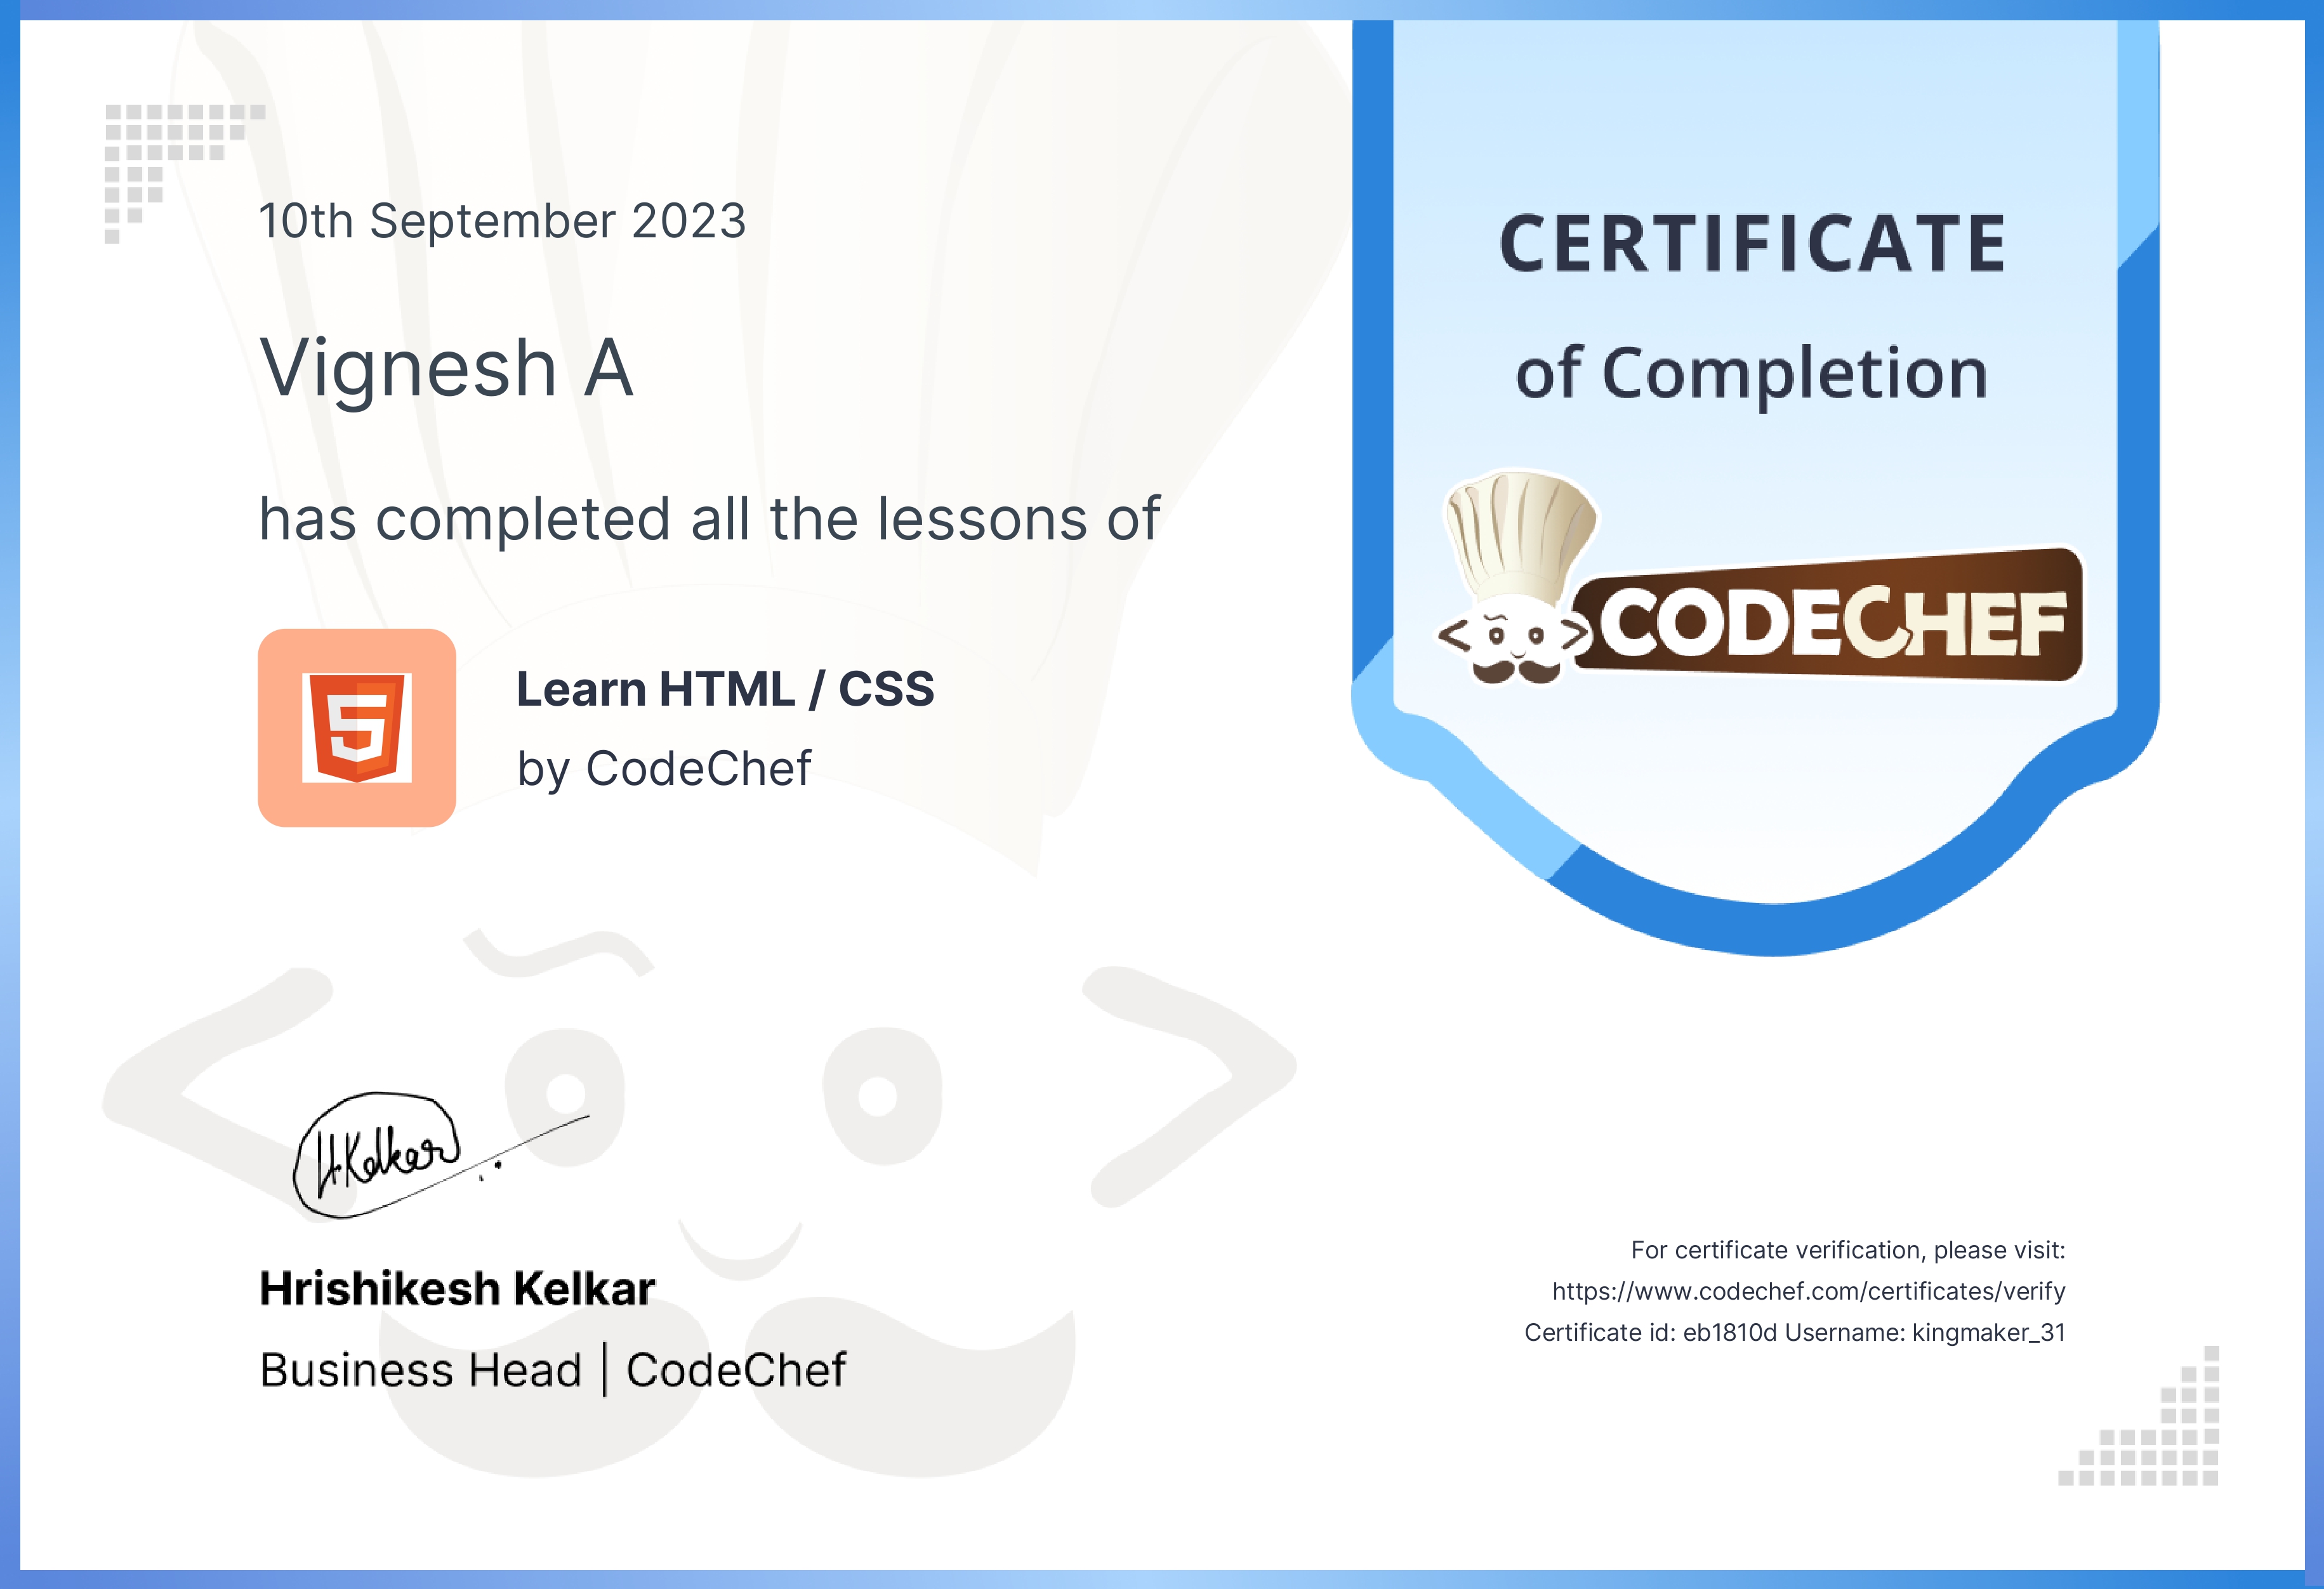 10th September 2023
Vignesh A
has completed all the lessons of
Learn HTML / CSS
by CodeChef
CERTIFICATE
of Completion
CODECHEF
H.Kelkar
Hrishikesh Kelkar
Business Head | CodeChef
For certificate verification, please visit:
https://www.codechef.com/certificates/verify
Certificate id: eb1810d Username: kingmaker_31